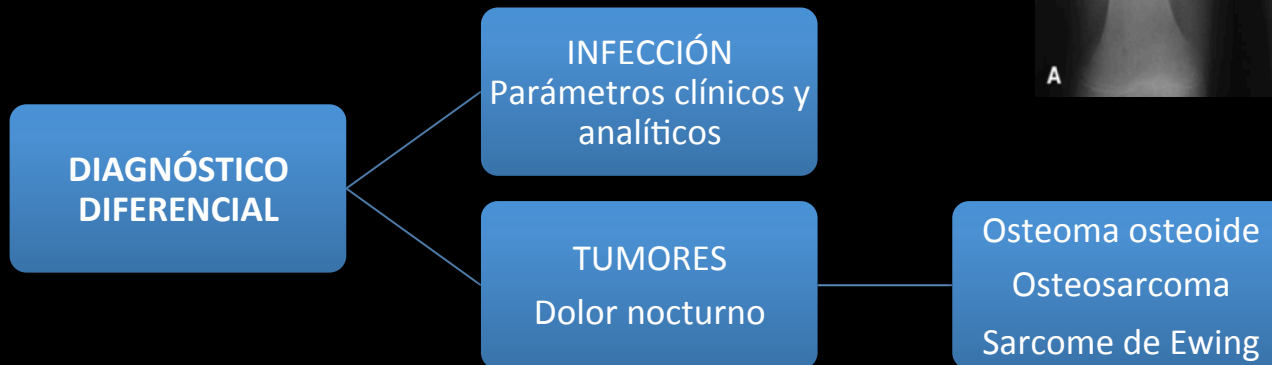 A
DIAGNÓSTICO
DIFERENCIAL
INFECCIÓN
Parámetros clínicos y
analíticos
TUMORES
Dolor nocturno
Osteoma osteoide
Osteosarcoma
Sarcome de Ewing